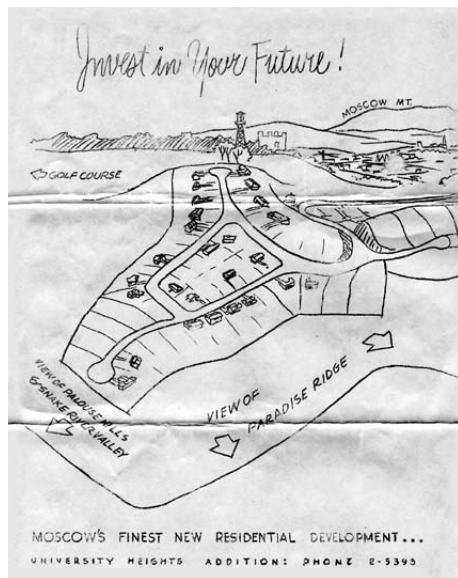 Invest in Your Future!
MOSCOW MT.
GOLF COURSE
VIEW OF PALOUSE HILLS
& SNAKE RIVER VALLEY
VIEW OF
PARADISE RIDGE
MOSCOW'S FINEST NEW RESIDENTIAL DEVELOPMENT...
UNIVERSITY HEIGHTS ADDITION: PHONE 2-5393